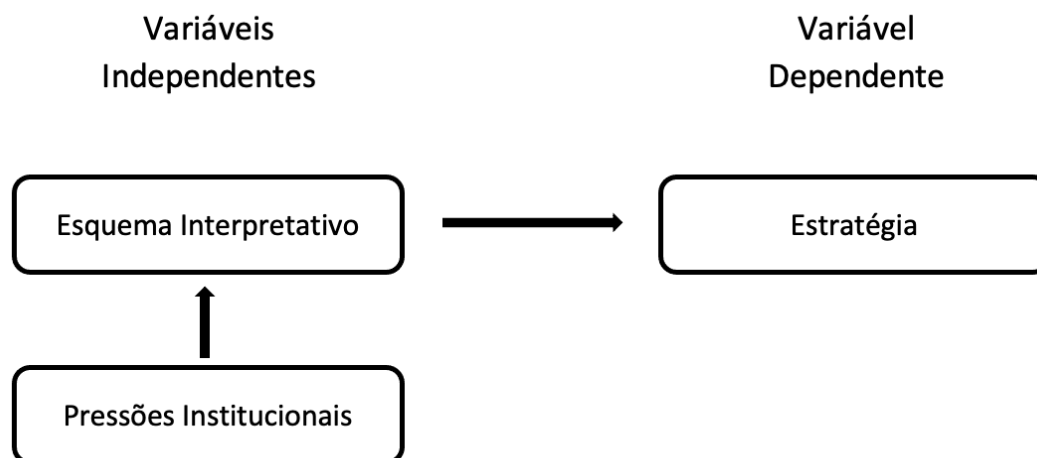 Variáveis
Independentes
Variável
Dependente
Esquema Interpretativo
Estratégia
Pressões Institucionais